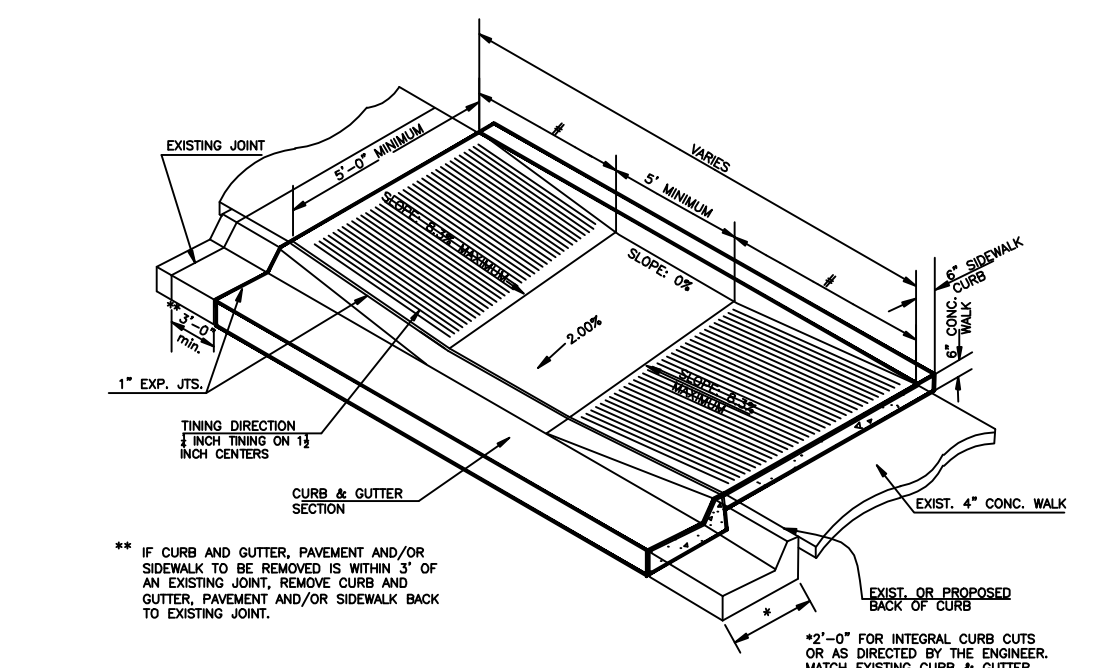 VARIES
#
5'-0" MINIMUM
5' MINIMUM
#
EXISTING JOINT
SLOPE: 8.3% MAXIMUM
SLOPE: 0%
2.00%
6" SIDEWALK
CURB
6" CONC.
WALK
** 3'-0"
min.
SLOPE: 8.3%
MAXIMUM
1" EXP. JTS.
TINING DIRECTION
INCH TINING ON 1½
INCH CENTERS
CURB & GUTTER
SECTION
EXIST. 4" CONC. WALK
** IF CURB AND GUTTER, PAVEMENT AND/OR
SIDEWALK TO BE REMOVED IS WITHIN 3' OF
AN EXISTING JOINT, REMOVE CURB AND
GUTTER, PAVEMENT AND/OR SIDEWALK BACK
TO EXISTING JOINT.
EXIST. OR PROPOSED
BACK OF CURB
*
*2'-0" FOR INTEGRAL CURB CUTS
OR AS DIRECTED BY THE ENGINEER.
MATCH EXISTING CURB & GUTTER